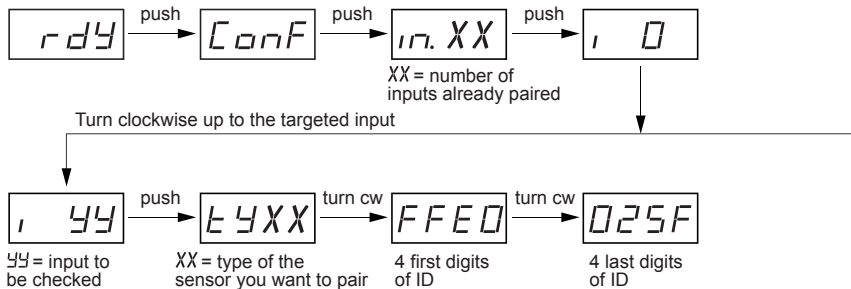 push push push
rdY ConF in.XX i 0
XX = number of
inputs already paired
Turn clockwise up to the targeted input
push turn cw turn cw
i YY tYXX FFE0 025F
YY = input to
be checked
XX = type of the
sensor you want to pair
4 first digits
of ID
4 last digits
of ID